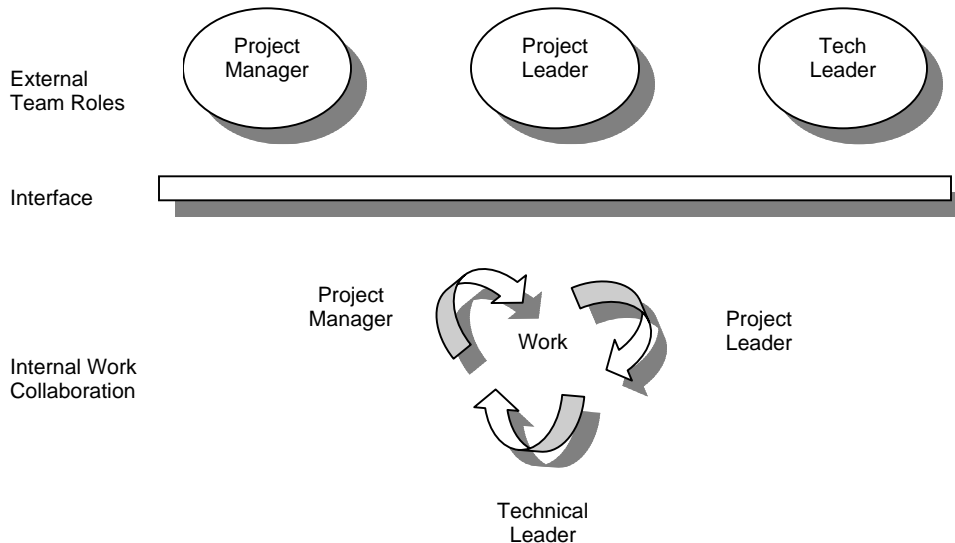 Project
Manager
Project
Leader
Tech
Leader
External
Team Roles
Interface
Project
Manager
Work
Project
Leader
Internal Work
Collaboration
Technical
Leader